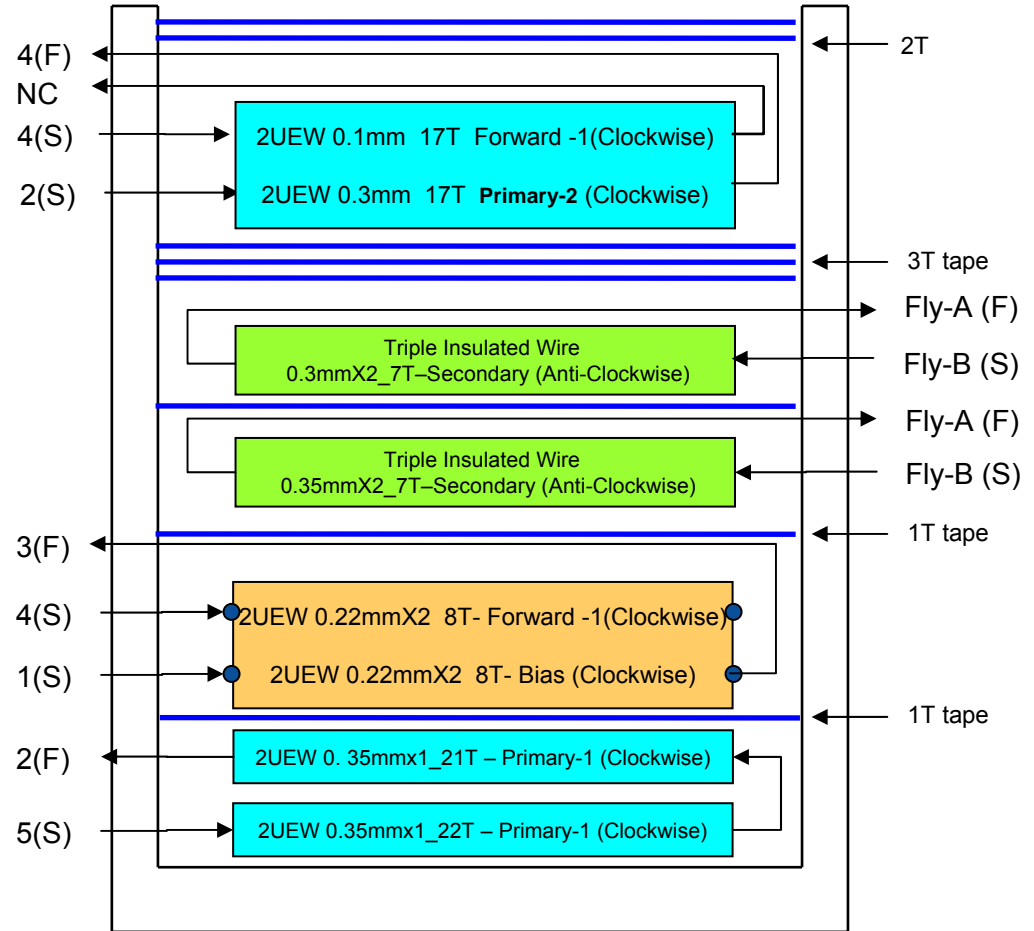 2T
4(F)
NC
4(S)
2UEW 0.1mm 17T Forward -1(Clockwise)
2(S)
2UEW 0.3mm 17T Primary-2 (Clockwise)
3T tape
Fly-A (F)
Triple Insulated Wire
0.3mmX2_7T–Secondary (Anti-Clockwise)
Fly-B (S)
Fly-A (F)
Triple Insulated Wire
0.35mmX2_7T–Secondary (Anti-Clockwise)
Fly-B (S)
1T tape
3(F)
4(S)
2UEW 0.22mmX2 8T- Forward -1(Clockwise)
1(S)
2UEW 0.22mmX2 8T- Bias (Clockwise)
1T tape
2(F)
2UEW 0. 35mmx1_21T – Primary-1 (Clockwise)
5(S)
2UEW 0.35mmx1_22T – Primary-1 (Clockwise)